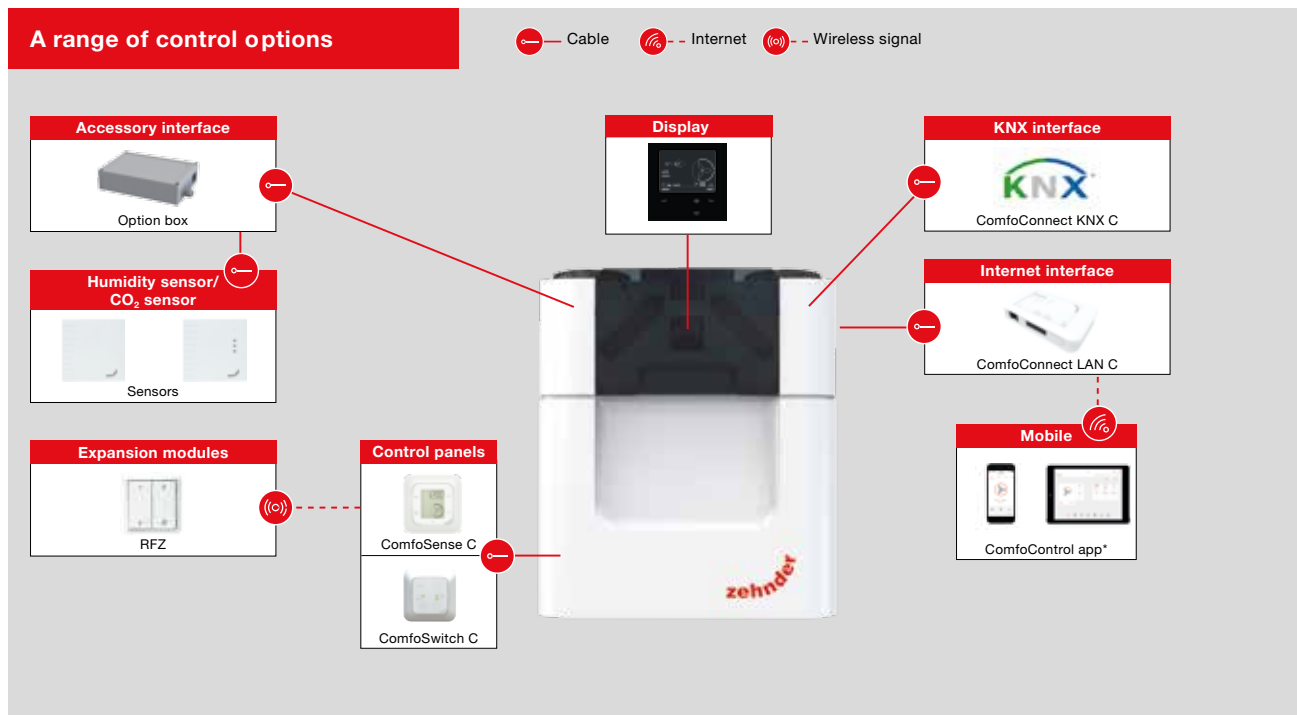 A range of control options
Cable
Internet
Wireless signal
Accessory interface
Option box
Display
KNX interface
KNX
ComfoConnect KNX C
Humidity sensor/
CO₂ sensor
Sensors
Internet interface
ComfoConnect LAN C
Expansion modules
RFZ
Control panels
ComfoSense C
ComfoSwitch C
zehnder
Mobile
ComfoControl app*